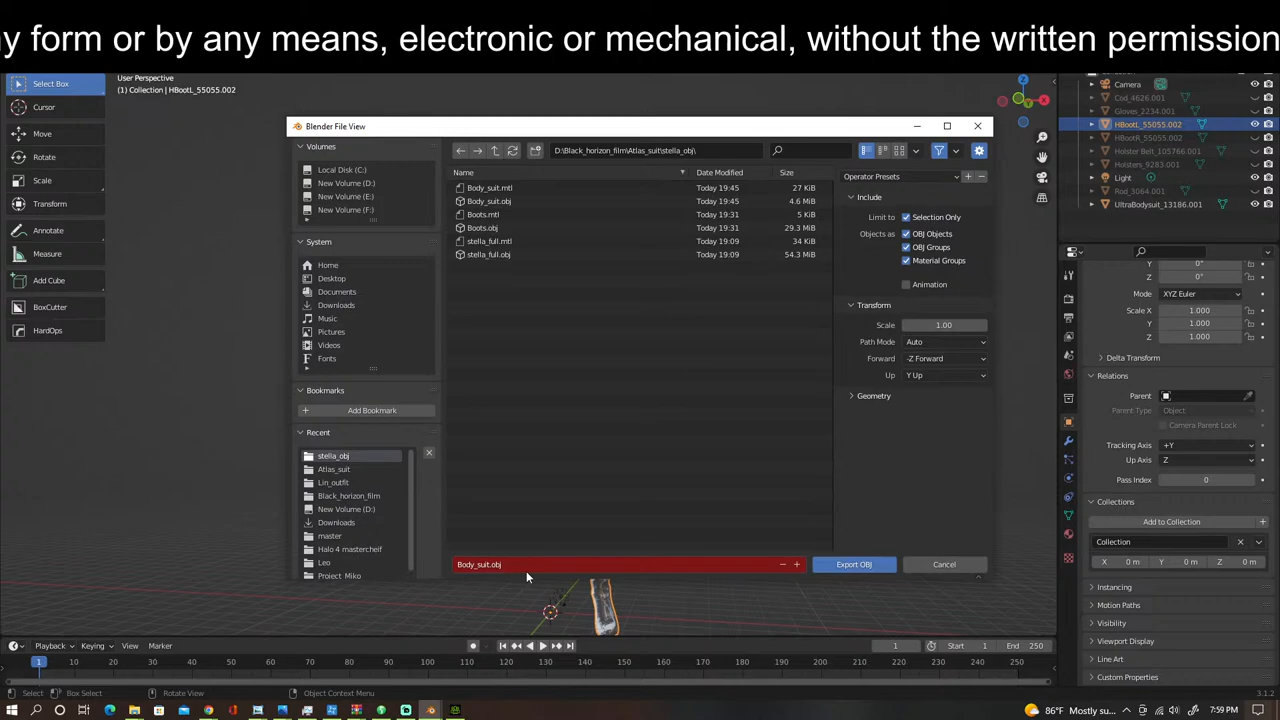 ny form or by any means, electronic or mechanical, without the written permission
Select Box
Cursor
Move
Rotate
Scale
Transform
Annotate
Measure
Add Cube
BoxCutter
HardOps
User Perspective
(1) Collection | HBootL_55055.002
Blender File View
Volumes
Local Disk (C:)
New Volume (D:)
New Volume (E:)
New Volume (F:)
System
Home
Desktop
Documents
Downloads
Music
Pictures
Videos
Fonts
Bookmarks
Add Bookmark
Recent
stella_obj
Atlas_suit
Lin_outfit
Black_horizon_film
New Volume (D:)
Downloads
master
Halo 4 mastercheif
Leo
Project_Miko
D:\Black_horizon_film\Atlas_suit\stella_obj\
Name Date Modified Size
Body_suit.mtl Today 19:45 27 KiB
Body_suit.obj Today 19:45 4.6 MiB
Boots.mtl Today 19:31 5 KiB
Boots.obj Today 19:31 29.3 MiB
stella_full.mtl Today 19:09 34 KiB
stella_full.obj Today 19:09 54.3 MiB
Operator Presets
Include
Limit to Selection Only
Objects as OBJ Objects
OBJ Groups
Material Groups
Animation
Transform
Scale 1.00
Path Mode Auto
Forward -Z Forward
Up Y Up
Geometry
Body_suit.obj
Export OBJ
Cancel
Camera
Cod_4626.001
Gloves_2234.001
HBootL_55055.002
HBootR_55055.002
Holster Belt_105766.001
Holsters_9283.001
Light
Rod_3064.001
UltraBodysuit_13186.001
Y 0°
Z 0°
Mode XYZ Euler
Scale X 1.000
Y 1.000
Z 1.000
Delta Transform
Relations
Parent
Parent Type Object
Camera Parent Lock
Tracking Axis +Y
Up Axis Z
Pass Index 0
Collections
Add to Collection
Collection
X 0 m Y 0 m Z 0 m
Instancing
Motion Paths
Visibility
Viewport Display
Line Art
Custom Properties
Playback Keying View Marker
1 Start 1 End 250
1 10 20 30 40 50 60 70 80 90 100 110 120 130 140 150 160 170 180 190 200 210 220 230 240 250
Select Box Select Rotate View Object Context Menu 3.1.2
86°F Mostly su... 7:59 PM